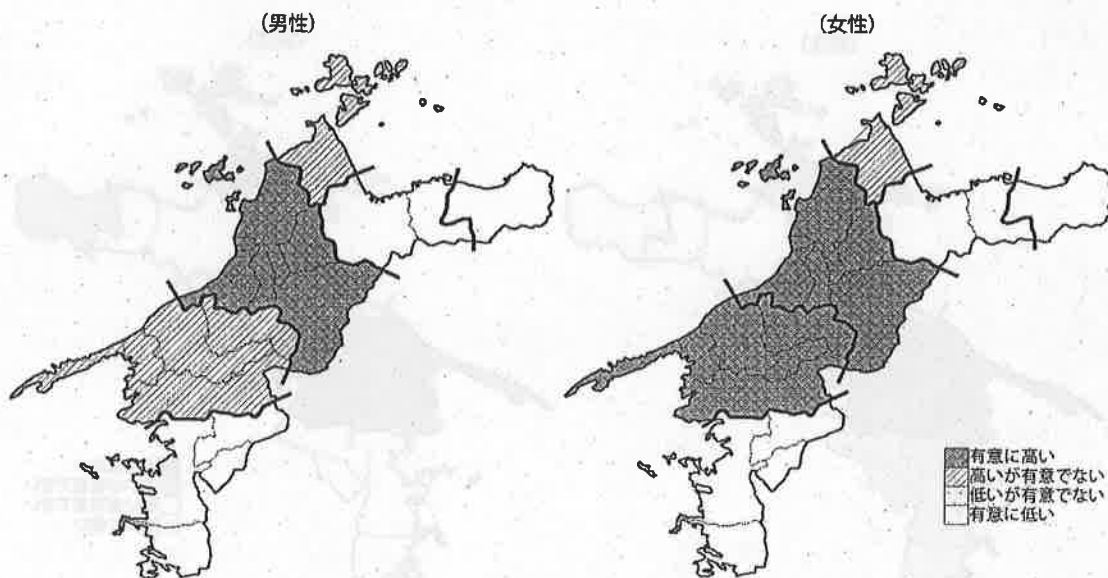 (男性)
(女性)
有意に高い
高いが有意でない
低いが有意でない
有意に低い